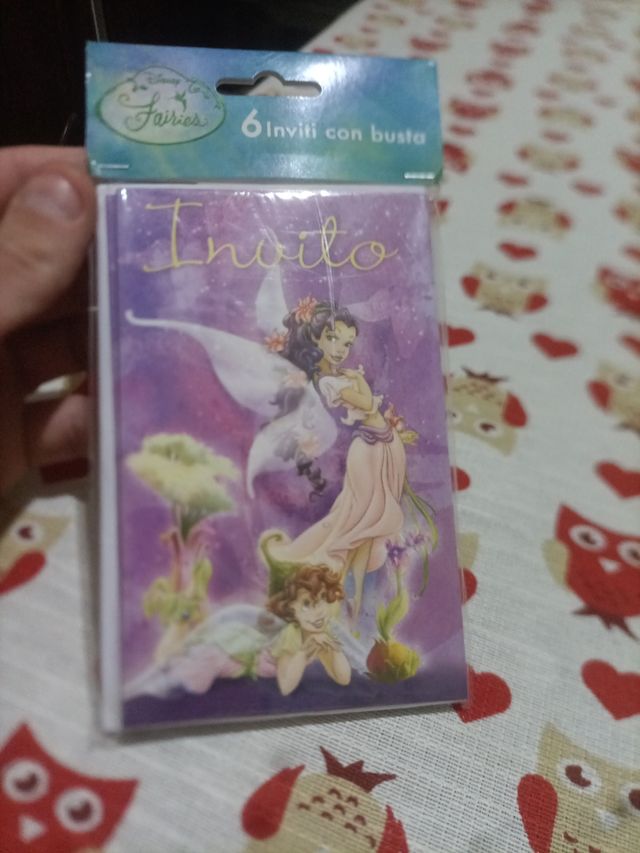 Disney
Fairies
6 Inviti con busta
Invito